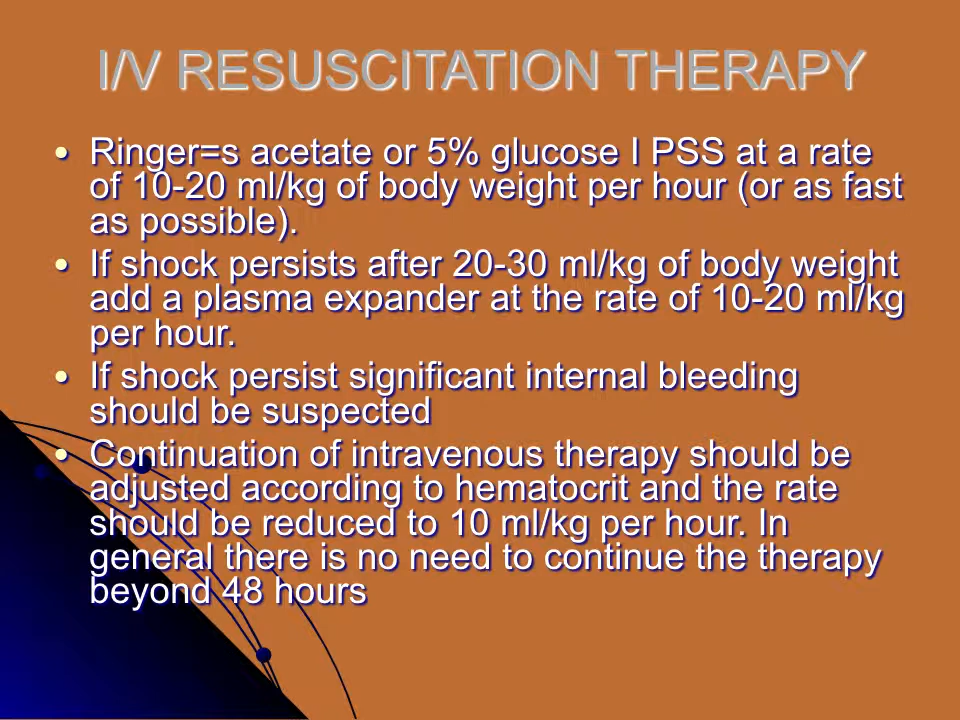 I/V RESUSCITATION THERAPY
• Ringer=s acetate or 5% glucose I PSS at a rate
of 10-20 ml/kg of body weight per hour (or as fast
as possible).
• If shock persists after 20-30 ml/kg of body weight
add a plasma expander at the rate of 10-20 ml/kg
per hour.
• If shock persist significant internal bleeding
should be suspected
• Continuation of intravenous therapy should be
adjusted according to hematocrit and the rate
should be reduced to 10 ml/kg per hour. In
general there is no need to continue the therapy
beyond 48 hours